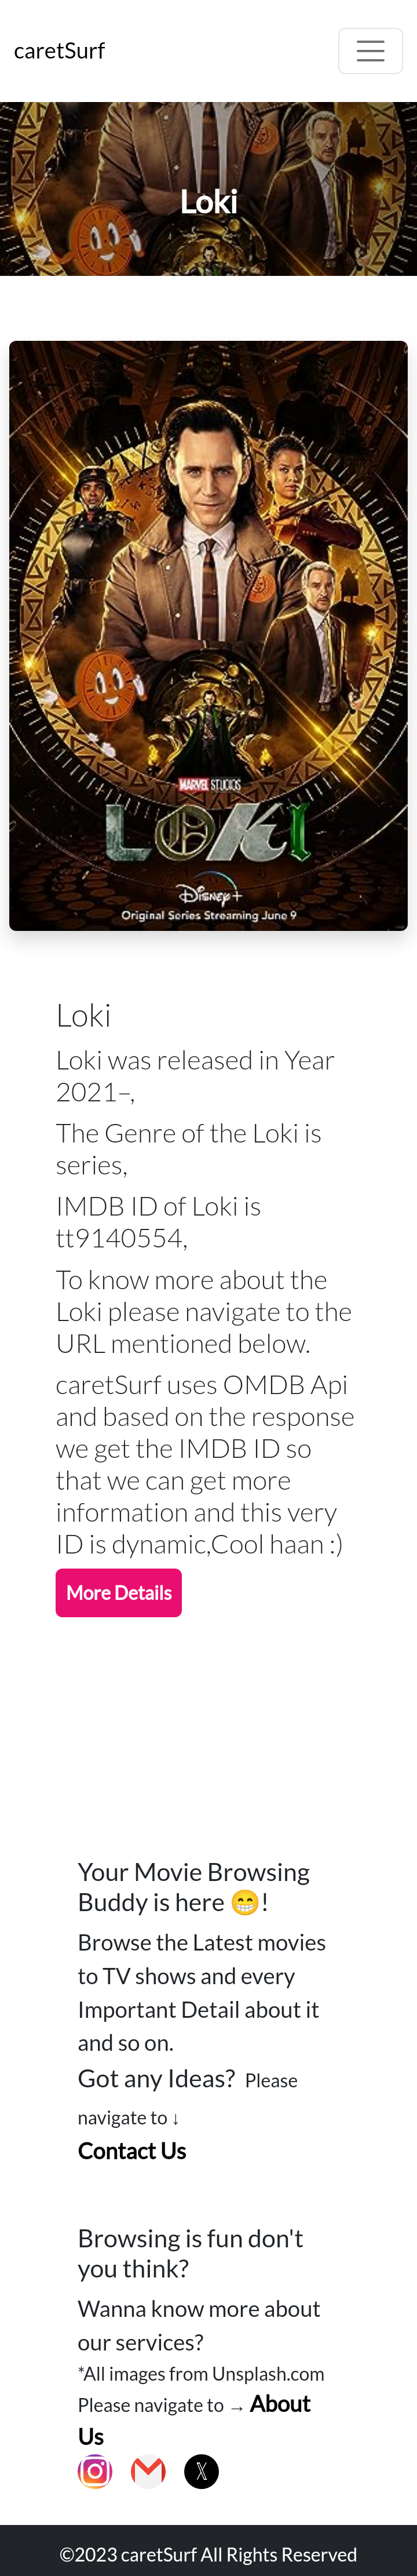 caretSurf
Loki
MARVEL STUDIOS
LOKI
Disney+
Original Series Streaming June 9
Loki
Loki was released in Year
2021–,
The Genre of the Loki is
series,
IMDB ID of Loki is
tt9140554,
To know more about the
Loki please navigate to the
URL mentioned below.
caretSurf uses OMDB Api
and based on the response
we get the IMDB ID so
that we can get more
information and this very
ID is dynamic,Cool haan :)
More Details
Your Movie Browsing
Buddy is here 😁!
Browse the Latest movies
to TV shows and every
Important Detail about it
and so on.
Got any Ideas? Please
navigate to ↓
Contact Us
Browsing is fun don't
you think?
Wanna know more about
our services?
*All images from Unsplash.com
Please navigate to → About
Us
©2023 caretSurf All Rights Reserved